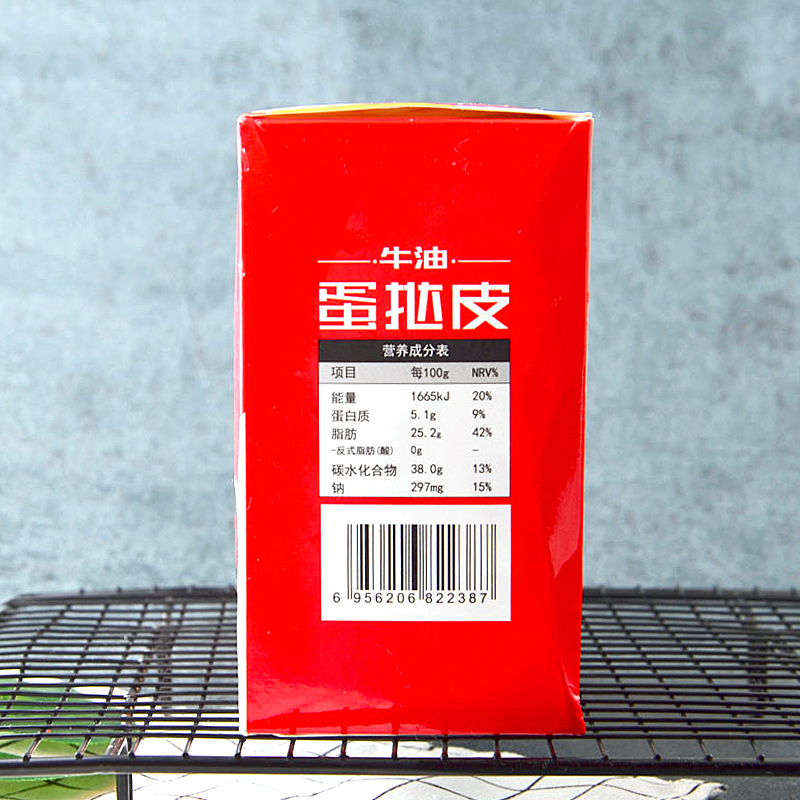 ·牛油·
蛋挞皮
营养成分表
项目 每100g NRV%
能量 1665kJ 20%
蛋白质 5.1g 9%
脂肪 25.2g 42%
-反式脂肪(酸) 0g –
碳水化合物 38.0g 13%
钠 297mg 15%
6 956206 822387